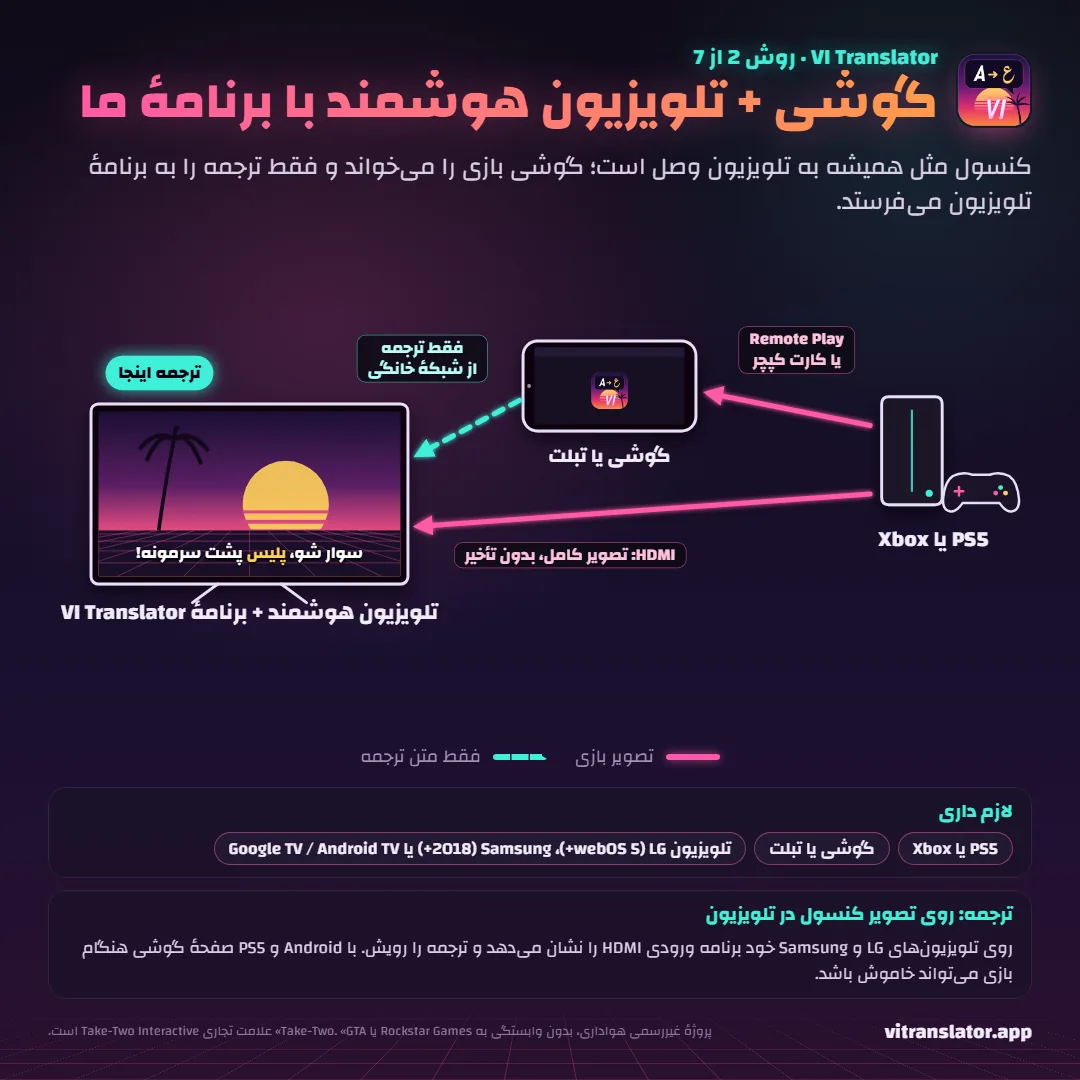 VI Translator · روش 2 از 7
گوشی + تلویزیون هوشمند با برنامهٔ ما
کنسول مثل همیشه به تلویزیون وصل است؛ گوشی بازی را می‌خواند و فقط ترجمه را به برنامهٔ
تلویزیون می‌فرستد.
Remote Play
یا کارت کپچر
فقط ترجمه
از شبکهٔ خانگی
ترجمه اینجا
A→ع
VI
گوشی یا تبلت
PS5 یا Xbox
HDMI: تصویر کامل، بدون تأخیر
سوار شو، پلیس پشت سرمونه!
تلویزیون هوشمند + برنامهٔ VI Translator
تصویر بازی
فقط متن ترجمه
لازم داری
PS5 یا Xbox
گوشی یا تبلت
تلویزیون LG (webOS 5+)، Samsung (2018+) یا Google TV / Android TV
ترجمه: روی تصویر کنسول در تلویزیون
روی تلویزیون‌های LG و Samsung خود برنامه ورودی HDMI را نشان می‌دهد و ترجمه را رویش. با Android و PS5 صفحهٔ گوشی هنگام
بازی می‌تواند خاموش باشد.
vitranslator.app
پروژهٔ غیررسمی هواداری، بدون وابستگی به Rockstar Games یا Take-Two. «GTA» علامت تجاری Take-Two Interactive است.
A→ع
VI